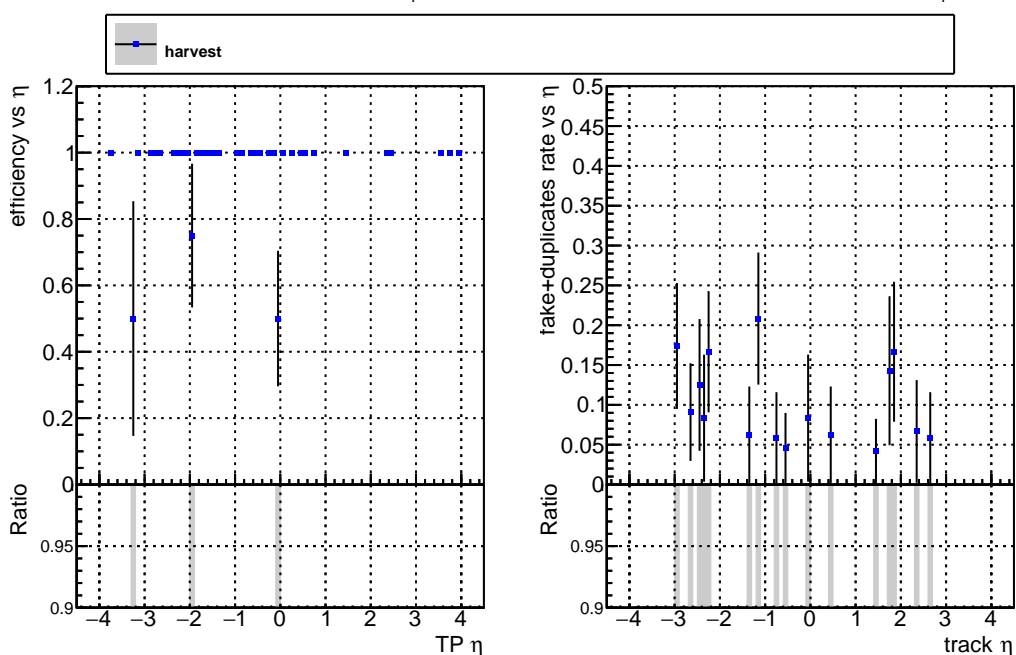 harvest
efficiency vs η
1.2
1
0.8
0.6
0.4
0.2
0
Ratio
0.95
0.9
−4 −3 −2 −1 0 1 2 3 4
TP η
fake+duplicates rate vs η
0.5
0.45
0.4
0.35
0.3
0.25
0.2
0.15
0.1
0.05
0
Ratio
0.95
0.9
−4 −3 −2 −1 0 1 2 3 4
track η